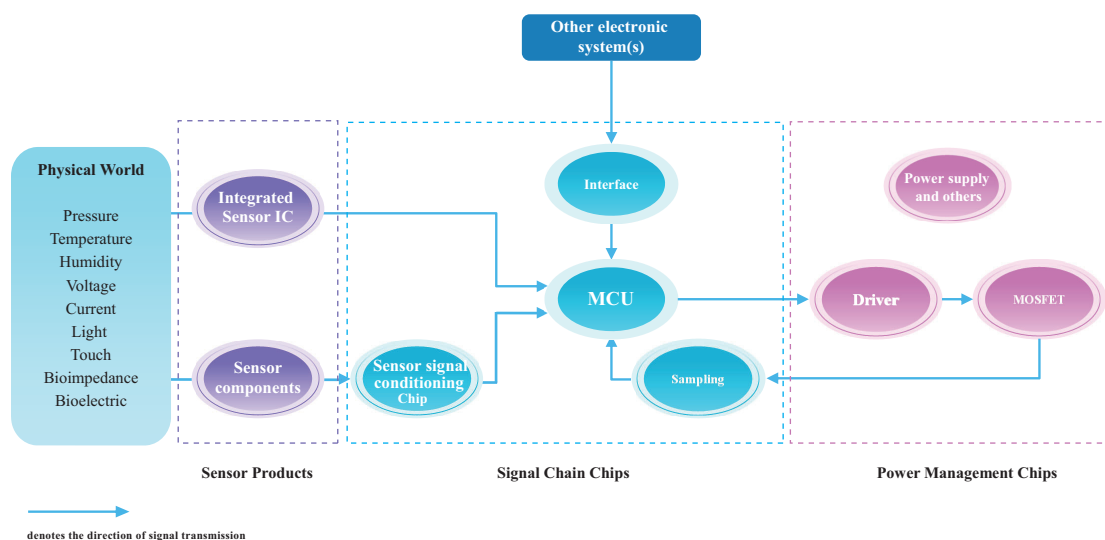 Other electronic
system(s)
Physical World
Pressure
Temperature
Humidity
Voltage
Current
Light
Touch
Bioimpedance
Bioelectric
Integrated
Sensor IC
Sensor
components
Interface
MCU
Sensor signal
conditioning
Chip
Sampling
Power supply
and others
Driver
MOSFET
Sensor Products
Signal Chain Chips
Power Management Chips
denotes the direction of signal transmission